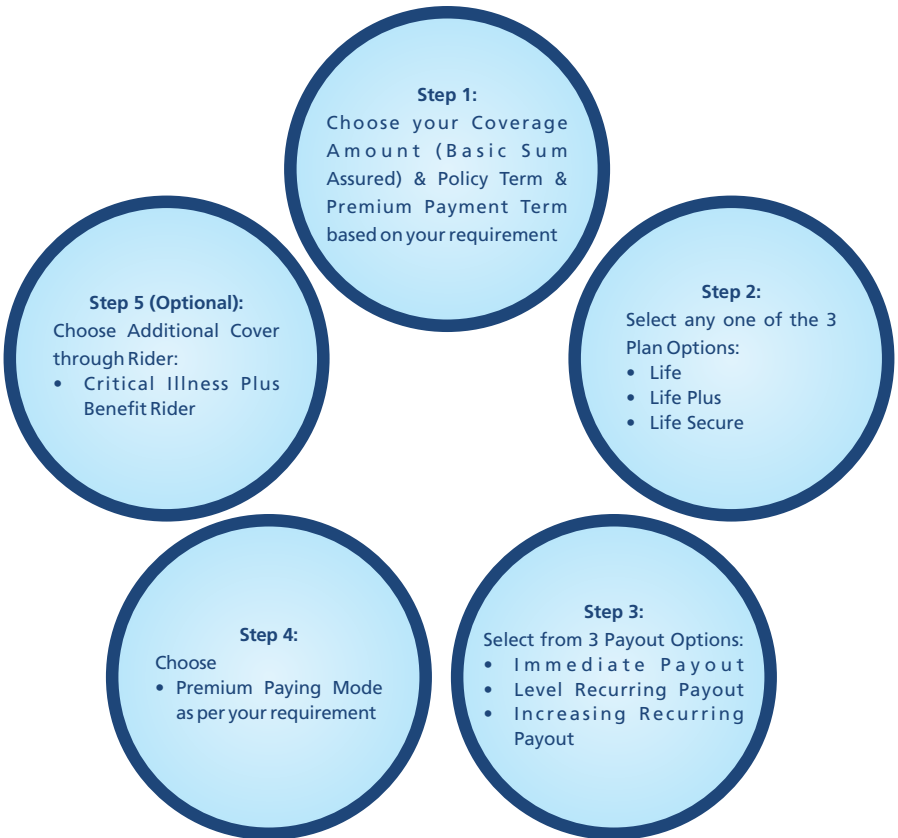 Step 1:
Choose your Coverage
Amount (Basic Sum
Assured) & Policy Term &
Premium Payment Term
based on your requirement
Step 2:
Select any one of the 3
Plan Options:
• Life
• Life Plus
• Life Secure
Step 3:
Select from 3 Payout Options:
• Immediate Payout
• Level Recurring Payout
• Increasing Recurring
Payout
Step 4:
Choose
• Premium Paying Mode
as per your requirement
Step 5 (Optional):
Choose Additional Cover
through Rider:
• Critical Illness Plus
Benefit Rider